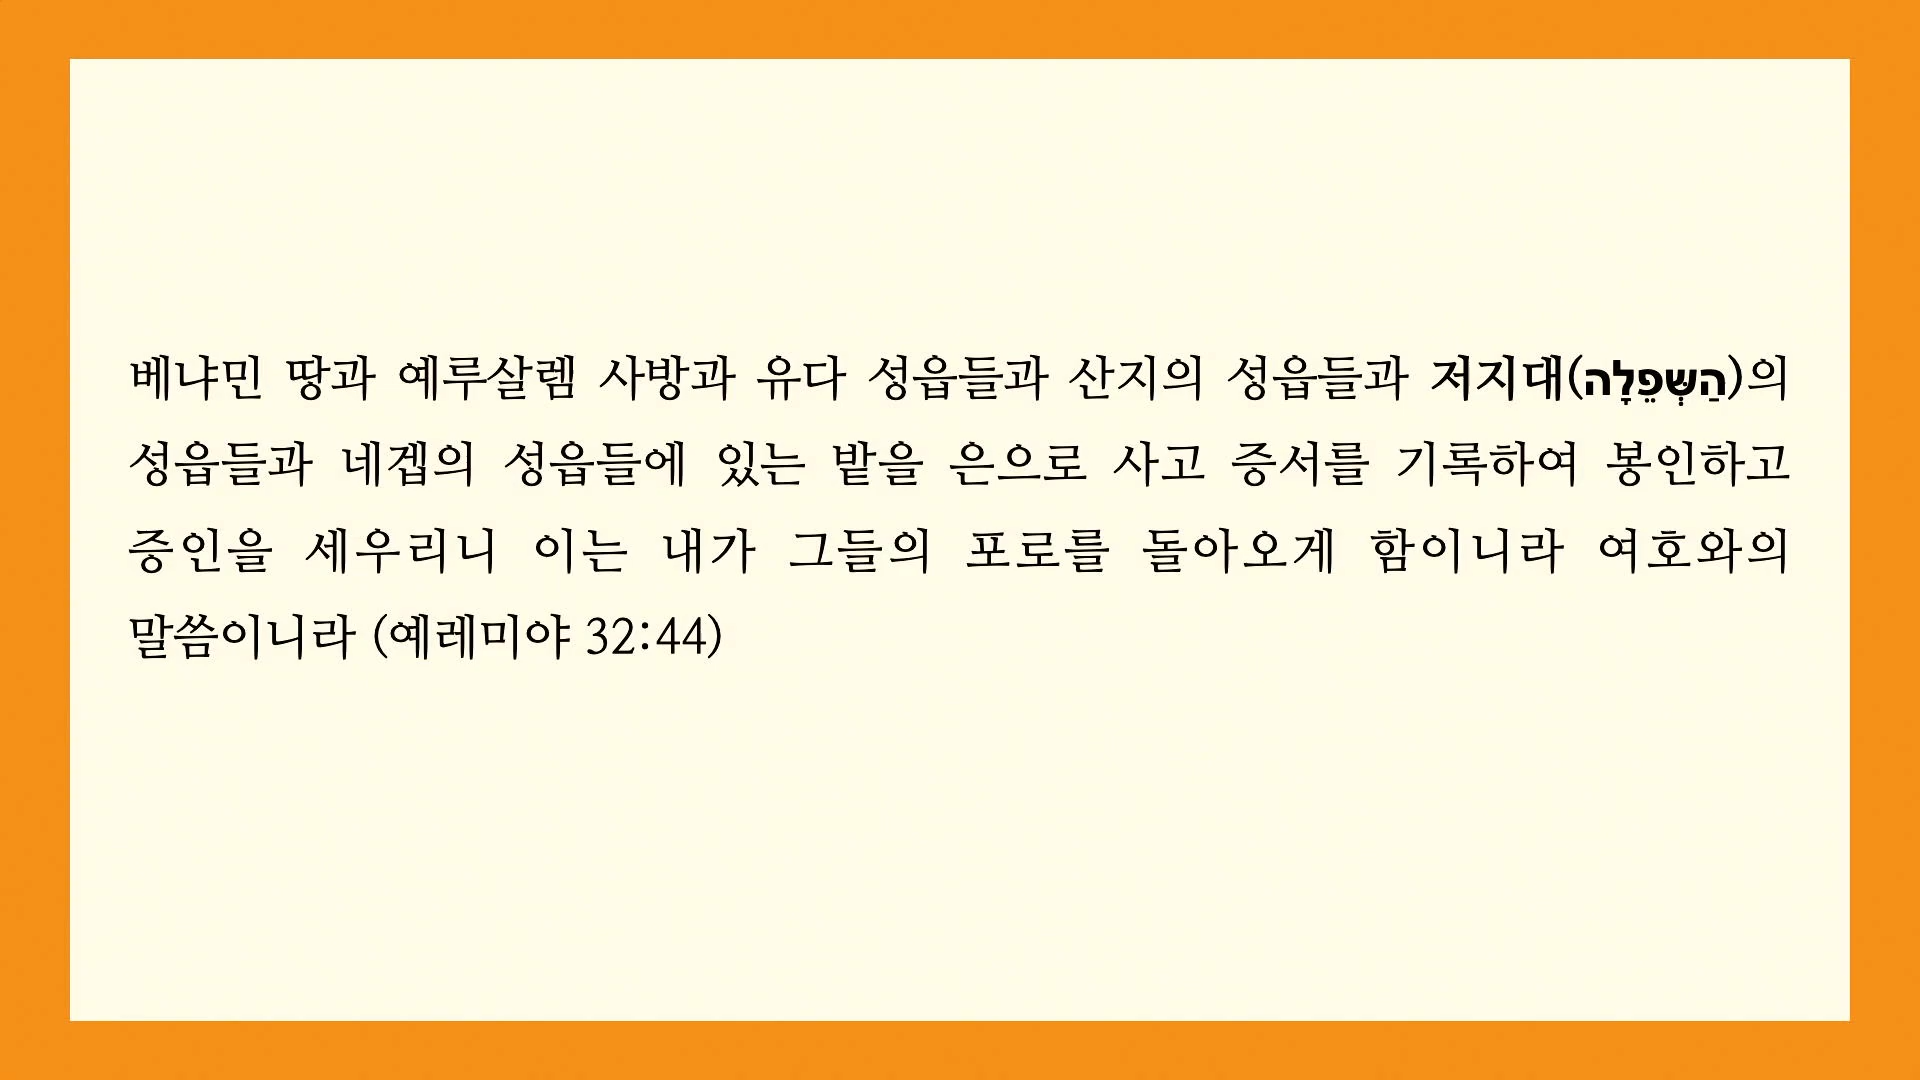 베냐민 땅과 예루살렘 사방과 유다 성읍들과 산지의 성읍들과 저지대(הַשְּׁפֵלָה)의
성읍들과 네겝의 성읍들에 있는 밭을 은으로 사고 증서를 기록하여 봉인하고
증인을 세우리니 이는 내가 그들의 포로를 돌아오게 함이니라 여호와의
말씀이니라 (예레미야 32:44)